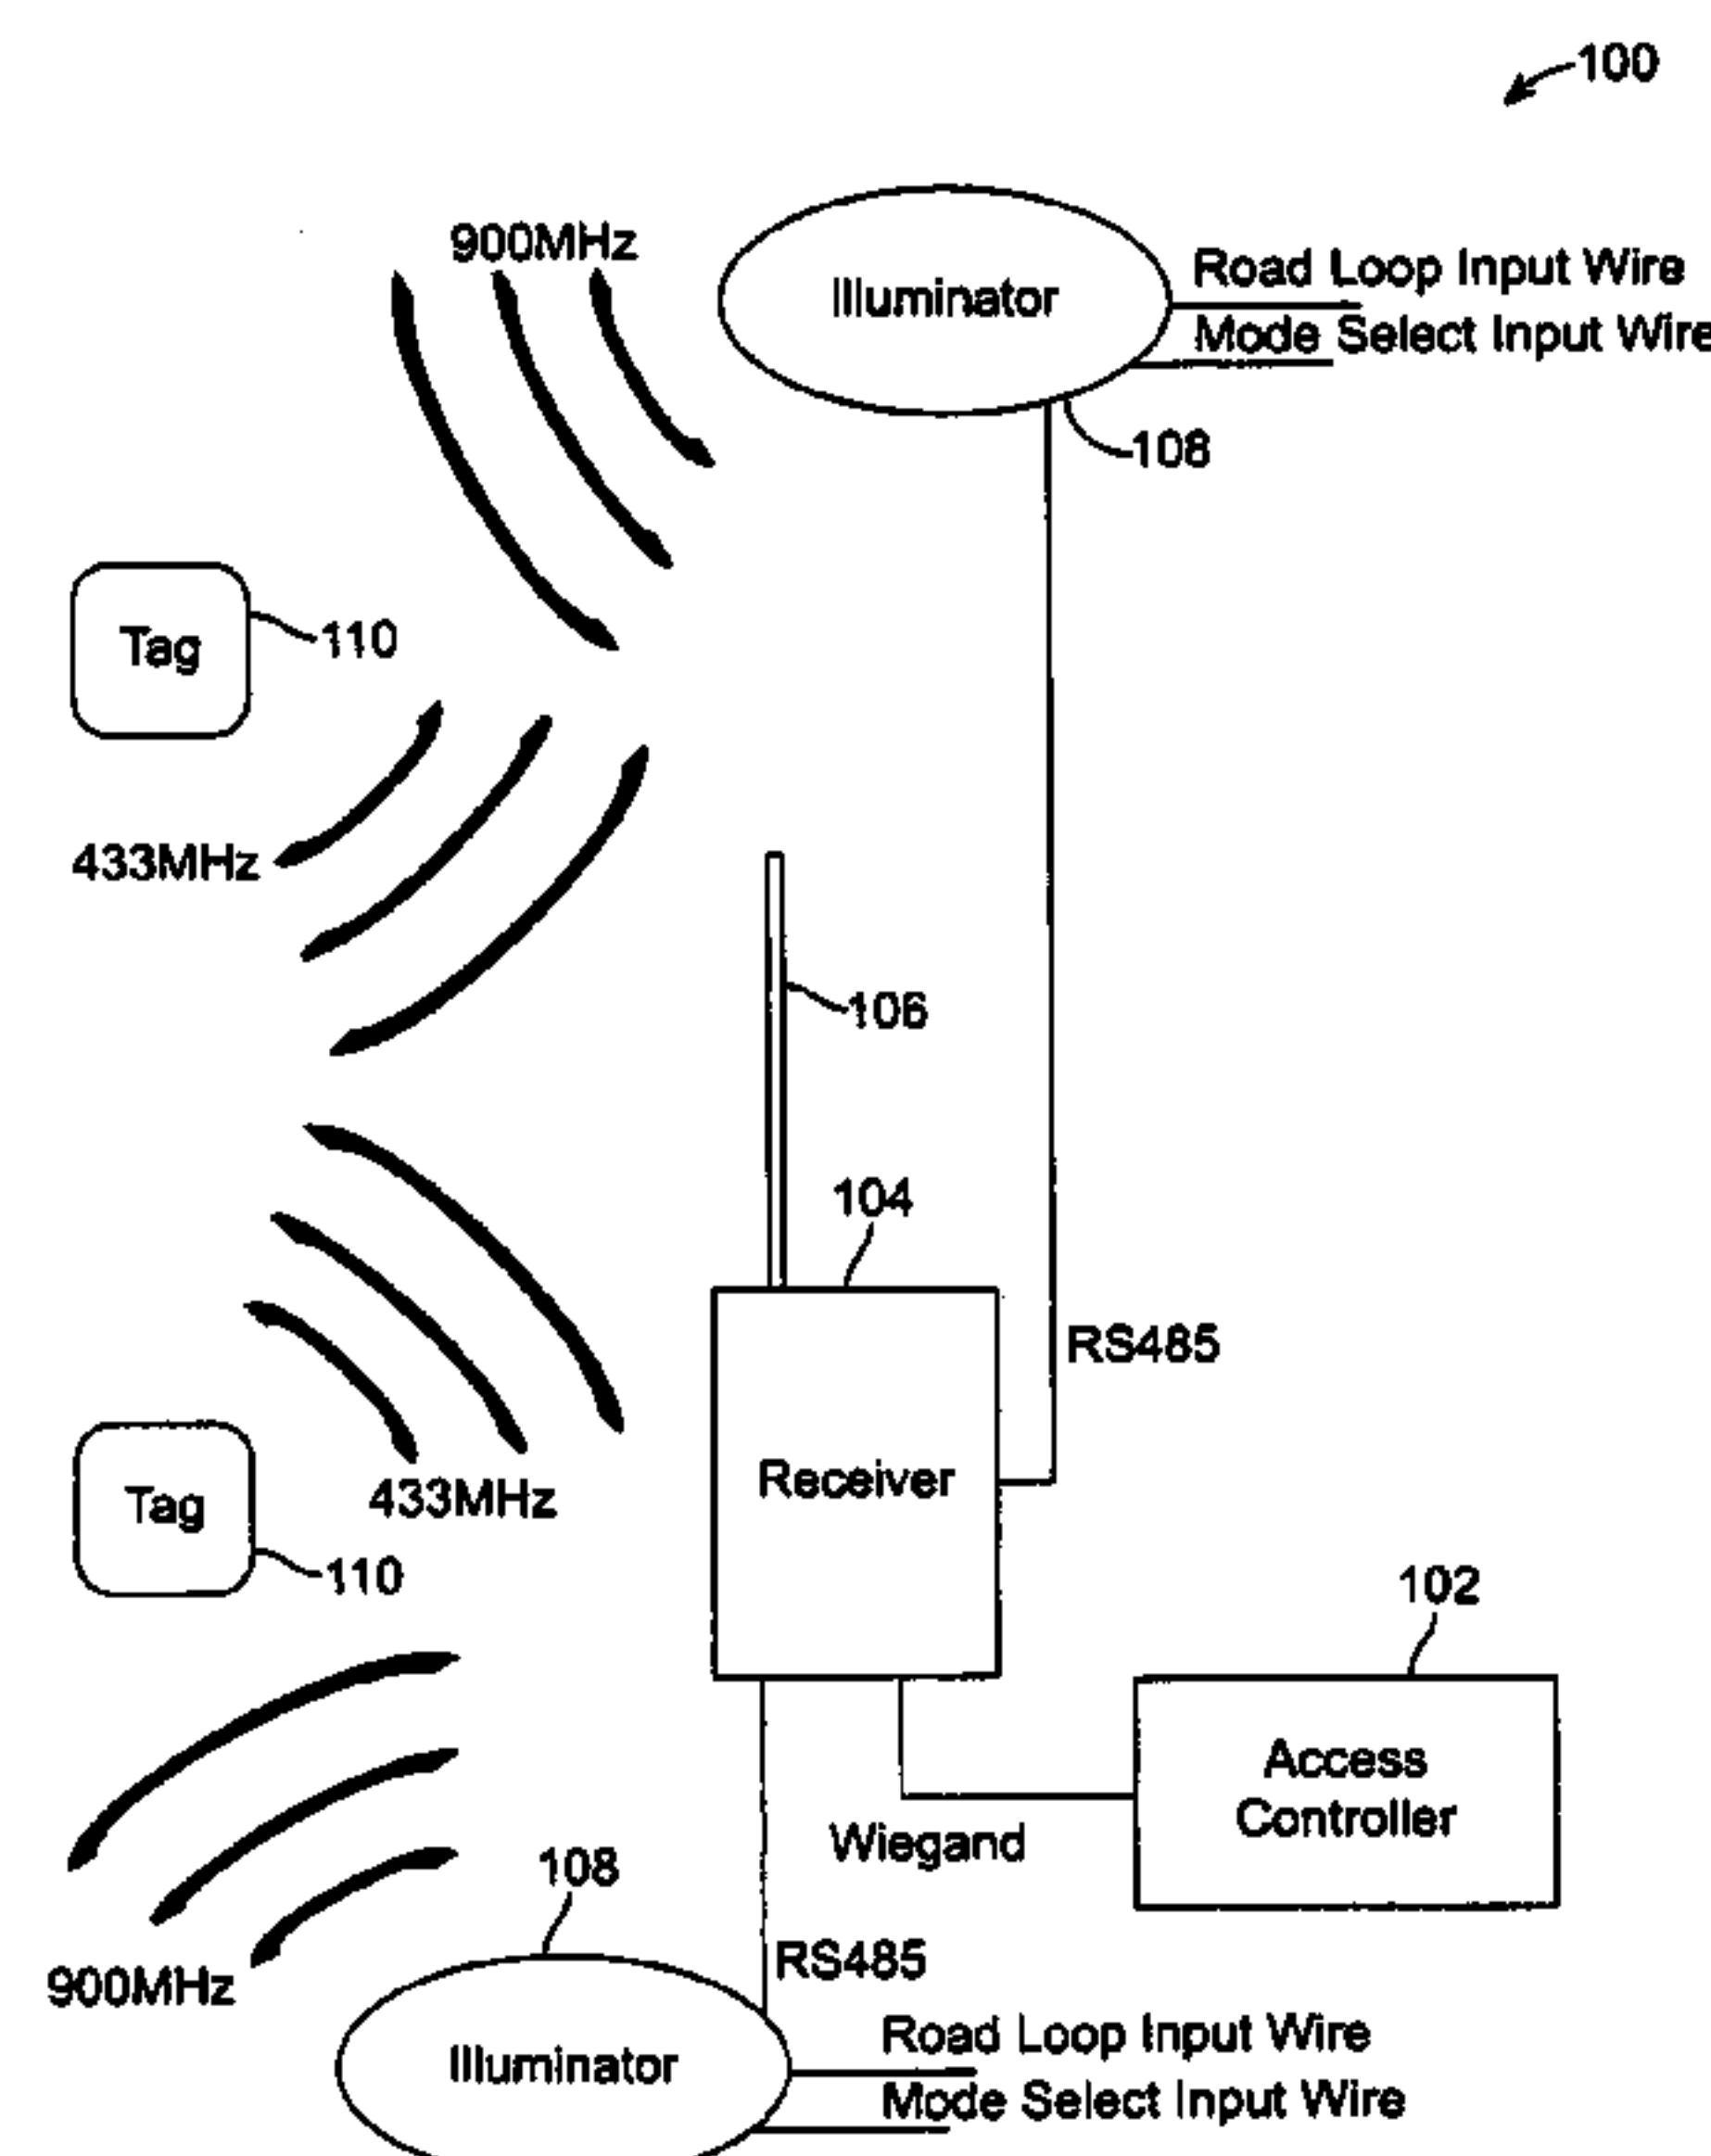 100
900MHz
Illuminator
Road Loop Input Wire
Mode Select Input Wire
108
Tag
110
433MHz
106
104
RS485
Receiver
Tag
433MHz
110
102
Access
Controller
Wiegand
108
RS485
900MHz
Illuminator
Road Loop Input Wire
Mode Select Input Wire